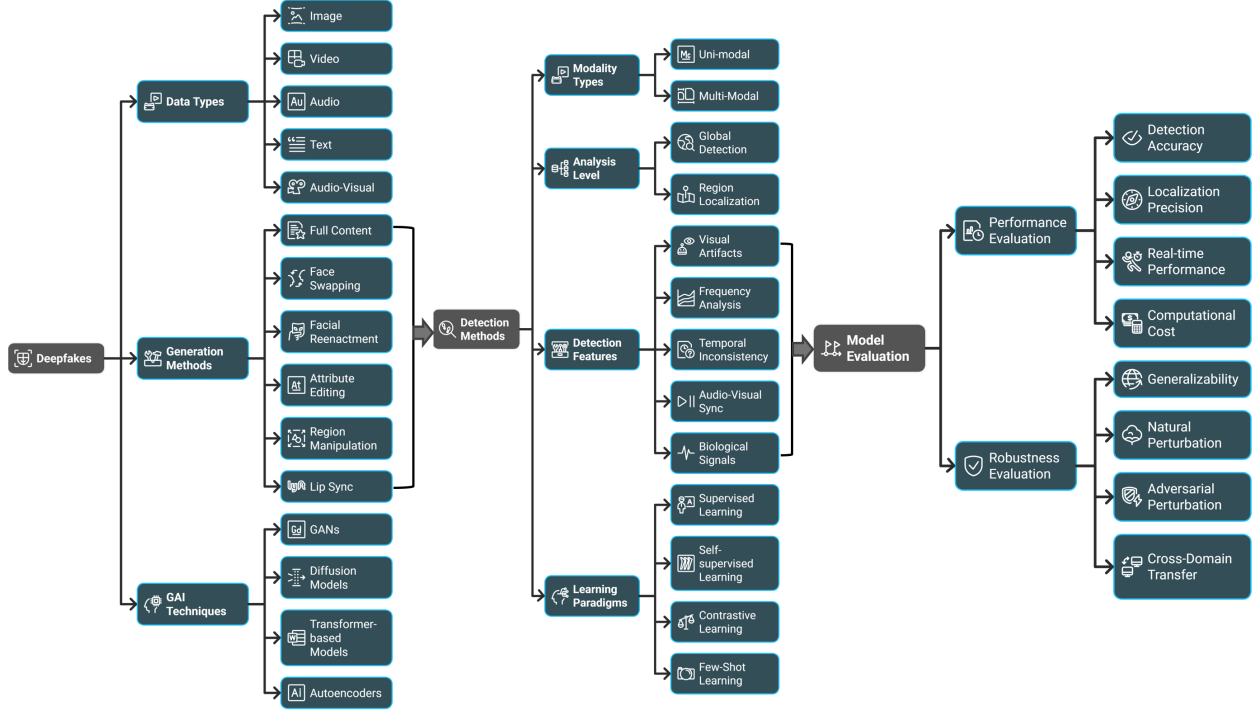 Deepfakes
Data Types
Image
Video
Au
Audio
Text
Audio-Visual
Generation
Methods
Full Content
Face
Swapping
Facial
Reenactment
At
Attribute
Editing
Region
Manipulation
Lip Sync
GAI
Techniques
Gd
GANs
Diffusion
Models
W
Transformer-
based
Models
AI
Autoencoders
Detection
Methods
Modality
Types
Uni-modal
Multi-Modal
Analysis
Level
Global
Detection
Region
Localization
Detection
Features
Visual
Artifacts
Frequency
Analysis
Temporal
Inconsistency
Audio-Visual
Sync
Biological
Signals
Learning
Paradigms
A
Supervised
Learning
Self-
supervised
Learning
Contrastive
Learning
Few-Shot
Learning
Model
Evaluation
Performance
Evaluation
Detection
Accuracy
Localization
Precision
Real-time
Performance
Computational
Cost
Robustness
Evaluation
Generalizability
Natural
Perturbation
Adversarial
Perturbation
Cross-Domain
Transfer